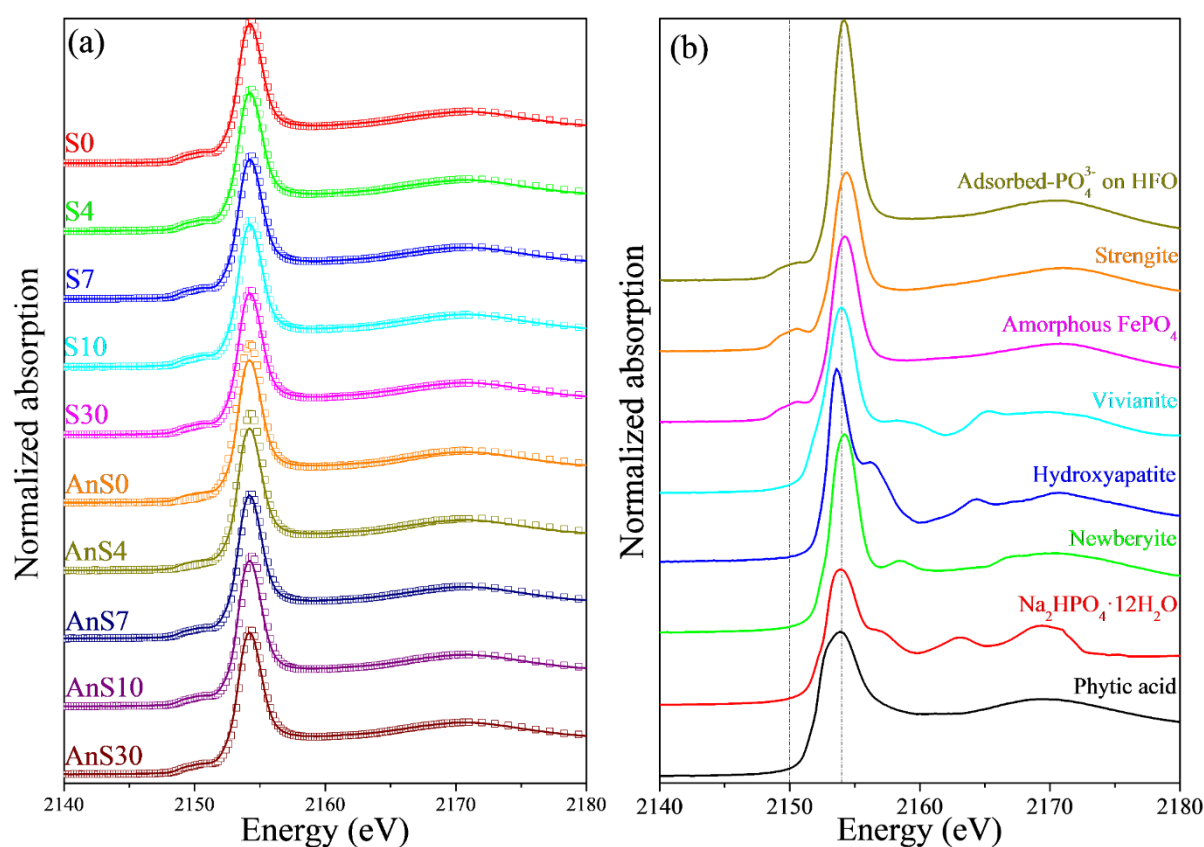 (a)
S0
S4
S7
S10
S30
AnS0
AnS4
AnS7
AnS10
AnS30
Normalized absorption
2140 2150 2160 2170 2180
Energy (eV)
(b)
Adsorbed-PO₄³⁻ on HFO
Strengite
Amorphous FePO₄
Vivianite
Hydroxyapatite
Newberyite
Na₂HPO₄·12H₂O
Phytic acid
Normalized absorption
2140 2150 2160 2170 2180
Energy (eV)